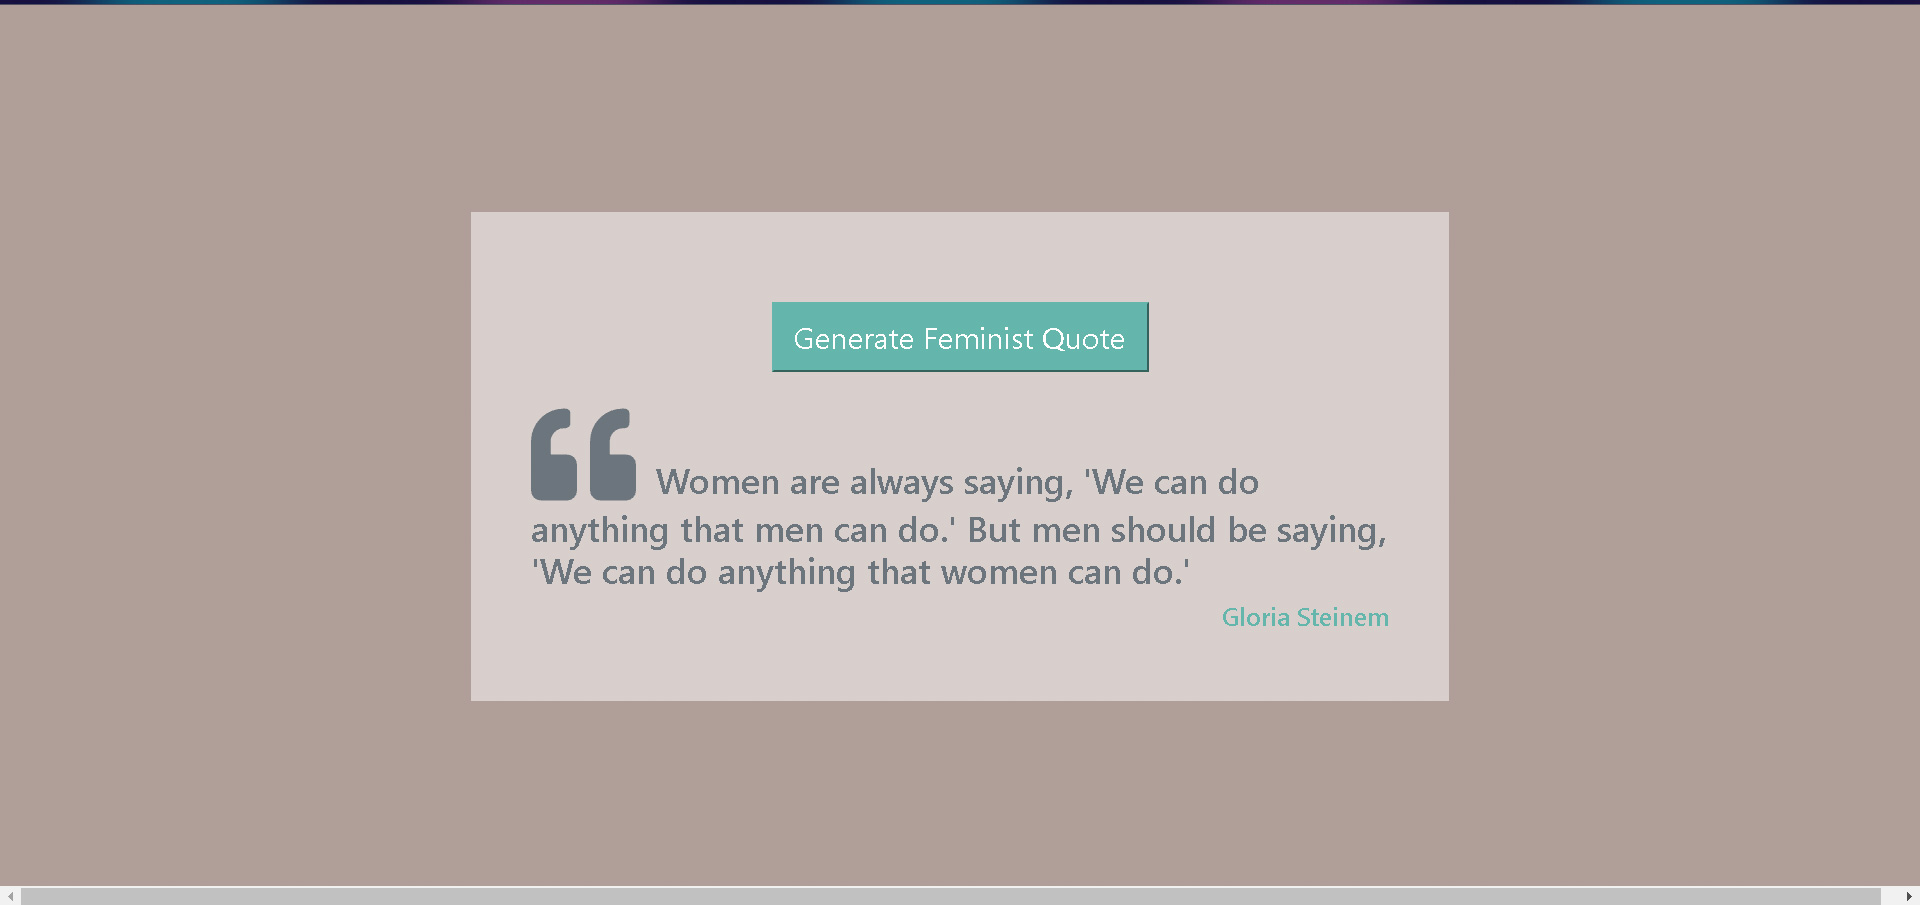 Generate Feminist Quote
Women are always saying, 'We can do
anything that men can do.' But men should be saying,
'We can do anything that women can do.'
Gloria Steinem